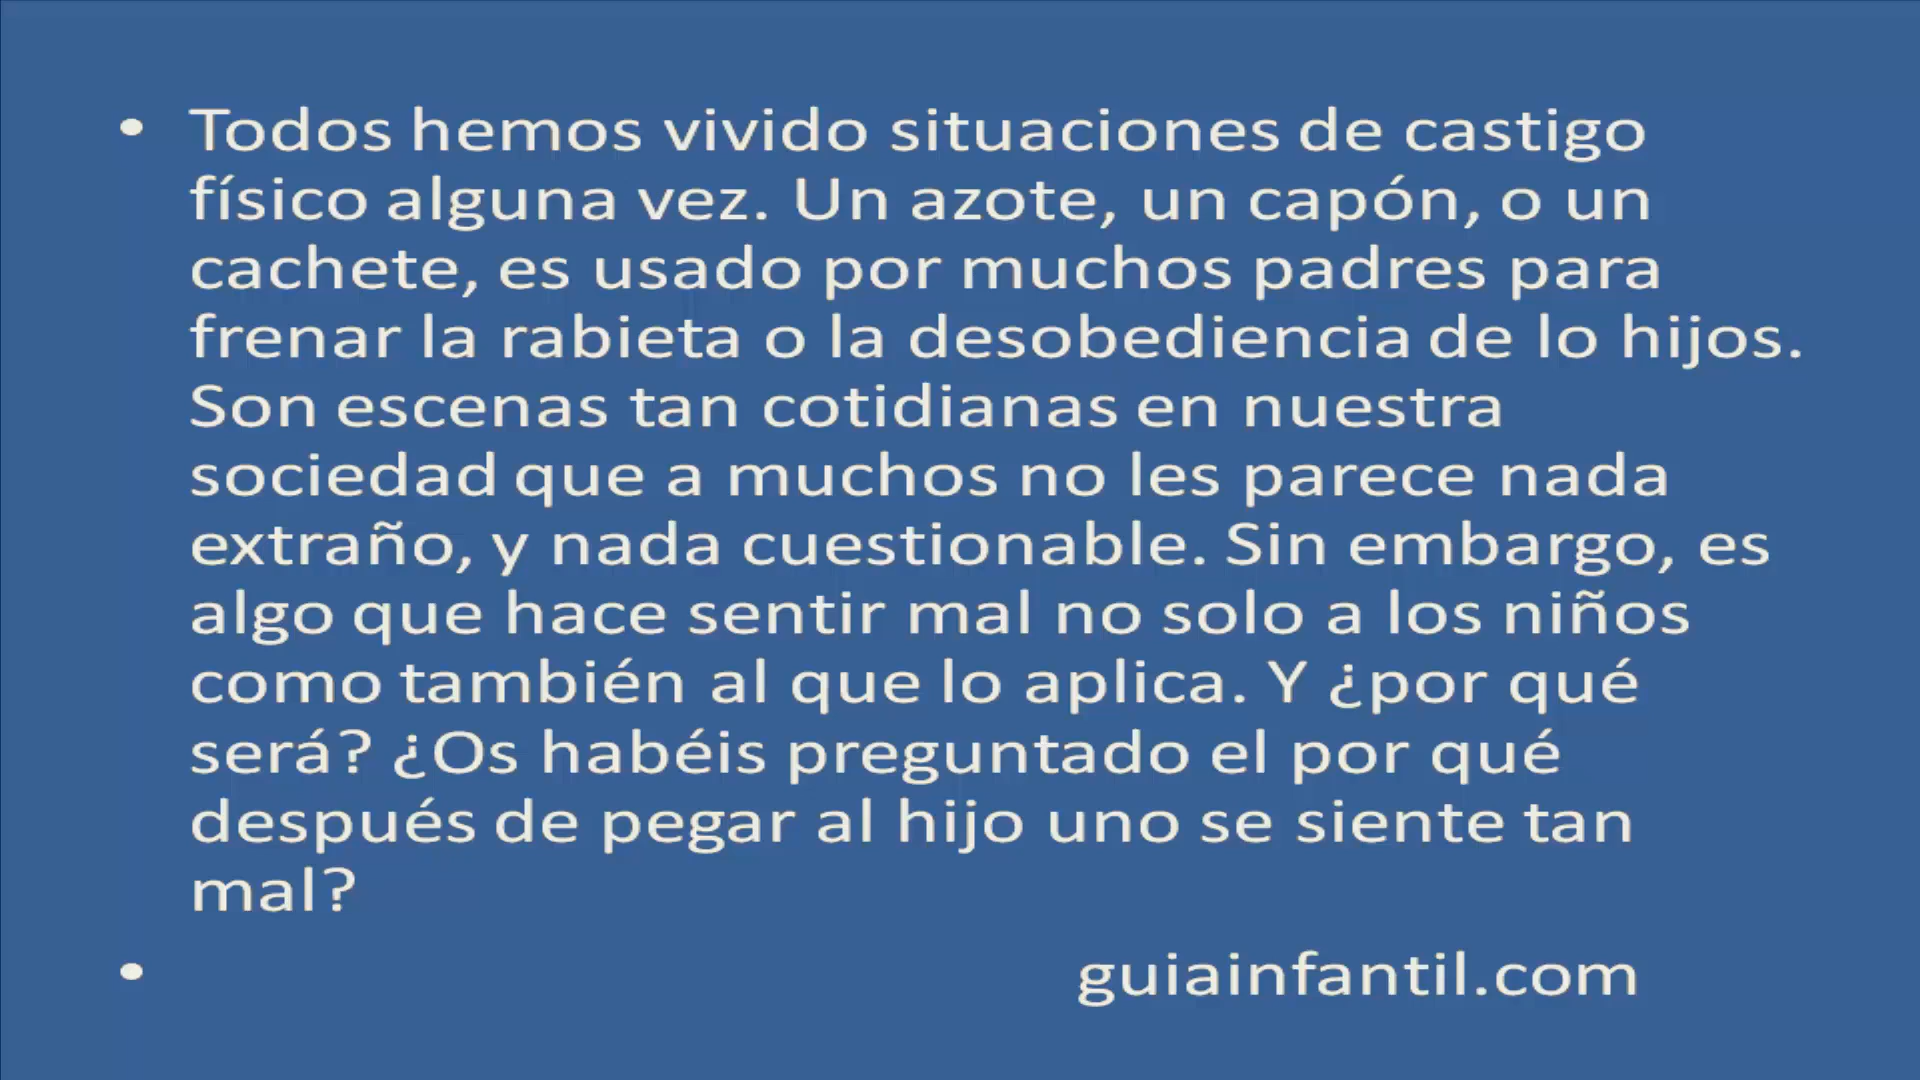 • Todos hemos vivido situaciones de castigo
físico alguna vez. Un azote, un capón, o un
cachete, es usado por muchos padres para
frenar la rabieta o la desobediencia de lo hijos.
Son escenas tan cotidianas en nuestra
sociedad que a muchos no les parece nada
extraño, y nada cuestionable. Sin embargo, es
algo que hace sentir mal no solo a los niños
como también al que lo aplica. Y ¿por qué
será? ¿Os habéis preguntado el por qué
después de pegar al hijo uno se siente tan
mal?
• guiainfantil.com